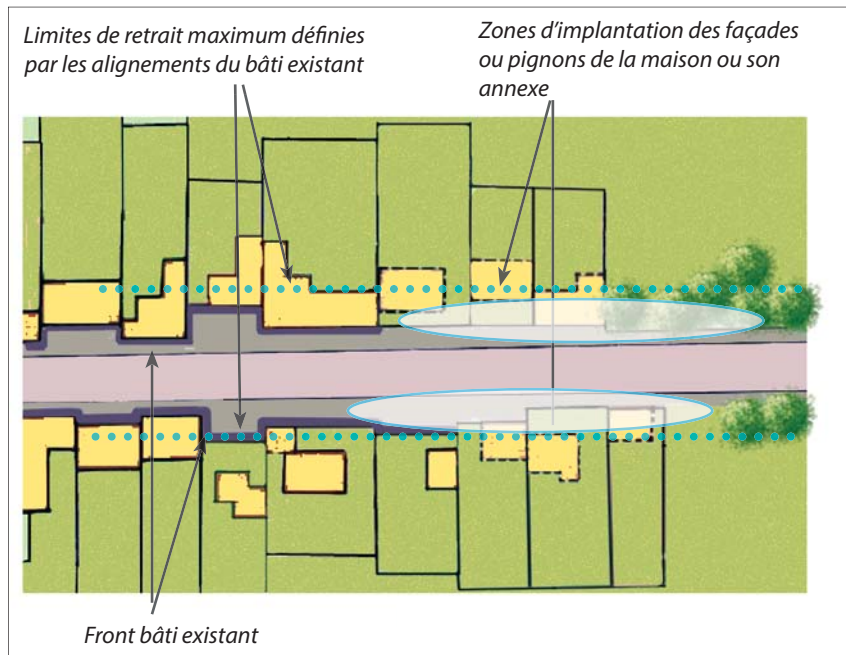 Limites de retrait maximum définies
par les alignements du bâti existant
Zones d’implantation des façades
ou pignons de la maison ou son
annexe
Front bâti existant